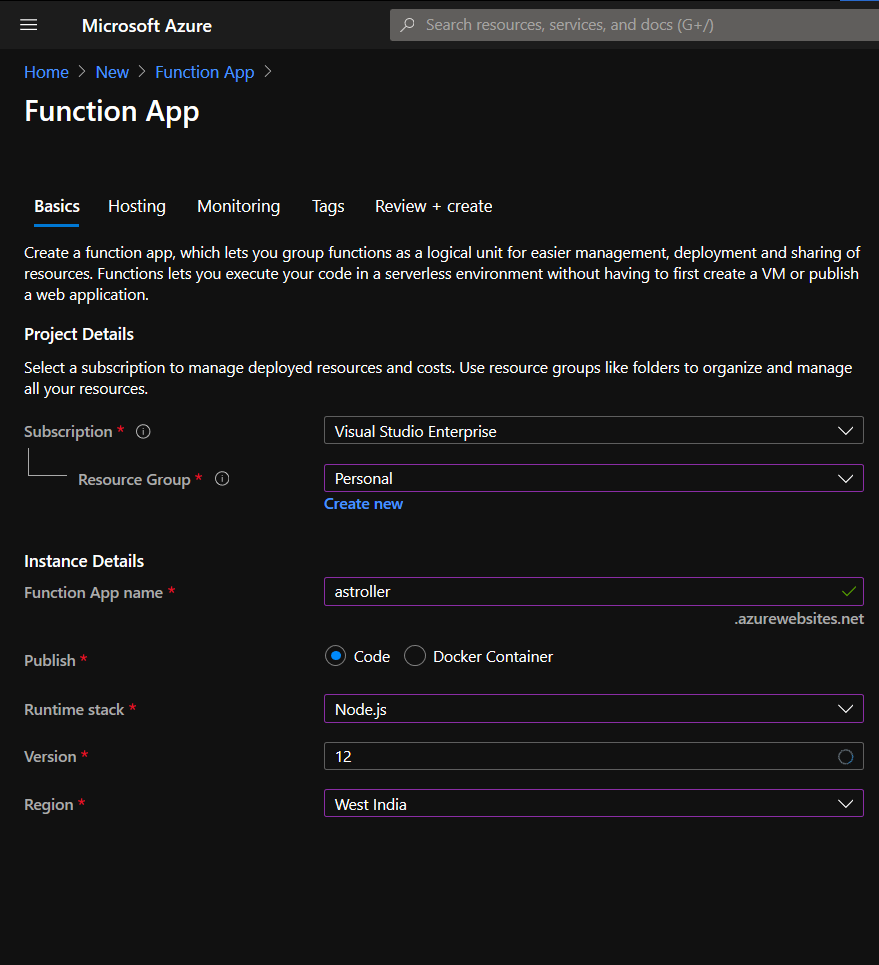 Microsoft Azure
Search resources, services, and docs (G+/)
Home > New > Function App >
Function App
Basics Hosting Monitoring Tags Review + create
Create a function app, which lets you group functions as a logical unit for easier management, deployment and sharing of
resources. Functions lets you execute your code in a serverless environment without having to first create a VM or publish
a web application.
Project Details
Select a subscription to manage deployed resources and costs. Use resource groups like folders to organize and manage
all your resources.
Subscription * Visual Studio Enterprise
Resource Group * Personal
Create new
Instance Details
Function App name * astroller
.azurewebsites.net
Publish * Code Docker Container
Runtime stack * Node.js
Version * 12
Region * West India